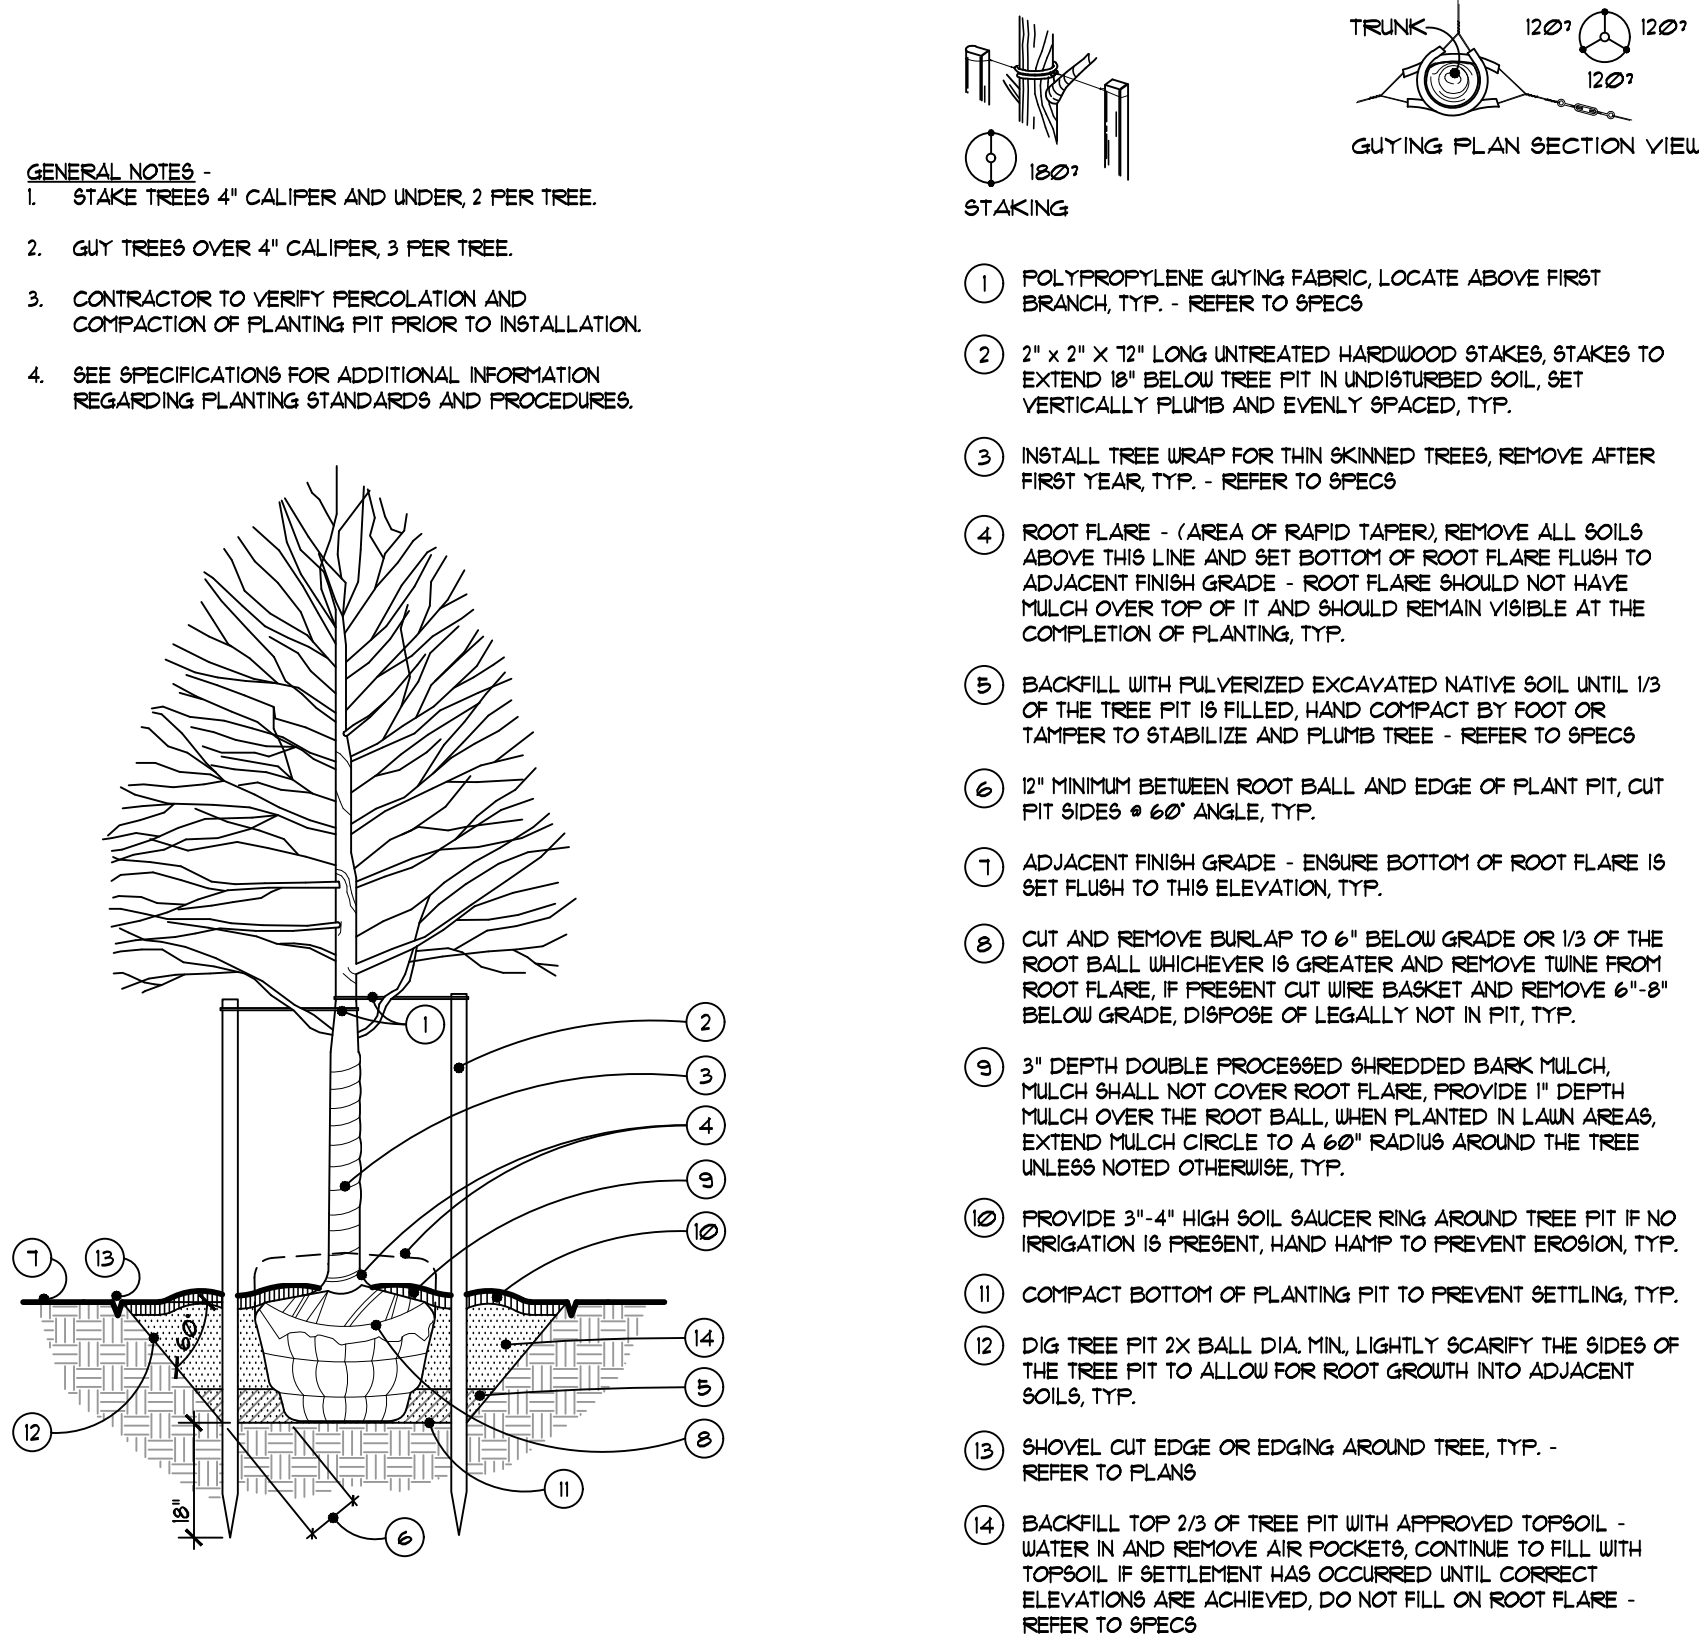 GENERAL NOTES -
1. STAKE TREES 4" CALIPER AND UNDER, 2 PER TREE.
2. GUY TREES OVER 4" CALIPER, 3 PER TREE.
3. CONTRACTOR TO VERIFY PERCOLATION AND
COMPACTION OF PLANTING PIT PRIOR TO INSTALLATION.
4. SEE SPECIFICATIONS FOR ADDITIONAL INFORMATION
REGARDING PLANTING STANDARDS AND PROCEDURES.
1
2
3
4
9
10
7
13
60°
14
5
12
8
11
18"
6
180?
STAKING
TRUNK
120?
120?
120?
GUYING PLAN SECTION VIEW
1 POLYPROPYLENE GUYING FABRIC, LOCATE ABOVE FIRST
BRANCH, TYP. - REFER TO SPECS
2 2" x 2" X 72" LONG UNTREATED HARDWOOD STAKES, STAKES TO
EXTEND 18" BELOW TREE PIT IN UNDISTURBED SOIL, SET
VERTICALLY PLUMB AND EVENLY SPACED, TYP.
3 INSTALL TREE WRAP FOR THIN SKINNED TREES, REMOVE AFTER
FIRST YEAR, TYP. - REFER TO SPECS
4 ROOT FLARE - (AREA OF RAPID TAPER), REMOVE ALL SOILS
ABOVE THIS LINE AND SET BOTTOM OF ROOT FLARE FLUSH TO
ADJACENT FINISH GRADE - ROOT FLARE SHOULD NOT HAVE
MULCH OVER TOP OF IT AND SHOULD REMAIN VISIBLE AT THE
COMPLETION OF PLANTING, TYP.
5 BACKFILL WITH PULVERIZED EXCAVATED NATIVE SOIL UNTIL 1/3
OF THE TREE PIT IS FILLED, HAND COMPACT BY FOOT OR
TAMPER TO STABILIZE AND PLUMB TREE - REFER TO SPECS
6 12" MINIMUM BETWEEN ROOT BALL AND EDGE OF PLANT PIT, CUT
PIT SIDES @ 60° ANGLE, TYP.
7 ADJACENT FINISH GRADE - ENSURE BOTTOM OF ROOT FLARE IS
SET FLUSH TO THIS ELEVATION, TYP.
8 CUT AND REMOVE BURLAP TO 6" BELOW GRADE OR 1/3 OF THE
ROOT BALL WHICHEVER IS GREATER AND REMOVE TWINE FROM
ROOT FLARE, IF PRESENT CUT WIRE BASKET AND REMOVE 6"-8"
BELOW GRADE, DISPOSE OF LEGALLY NOT IN PIT, TYP.
9 3" DEPTH DOUBLE PROCESSED SHREDDED BARK MULCH,
MULCH SHALL NOT COVER ROOT FLARE, PROVIDE 1" DEPTH
MULCH OVER THE ROOT BALL, WHEN PLANTED IN LAWN AREAS,
EXTEND MULCH CIRCLE TO A 60" RADIUS AROUND THE TREE
UNLESS NOTED OTHERWISE, TYP.
10 PROVIDE 3"-4" HIGH SOIL SAUCER RING AROUND TREE PIT IF NO
IRRIGATION IS PRESENT, HAND HAMP TO PREVENT EROSION, TYP.
11 COMPACT BOTTOM OF PLANTING PIT TO PREVENT SETTLING, TYP.
12 DIG TREE PIT 2X BALL DIA. MIN., LIGHTLY SCARIFY THE SIDES OF
THE TREE PIT TO ALLOW FOR ROOT GROWTH INTO ADJACENT
SOILS, TYP.
13 SHOVEL CUT EDGE OR EDGING AROUND TREE, TYP. -
REFER TO PLANS
14 BACKFILL TOP 2/3 OF TREE PIT WITH APPROVED TOPSOIL -
WATER IN AND REMOVE AIR POCKETS, CONTINUE TO FILL WITH
TOPSOIL IF SETTLEMENT HAS OCCURRED UNTIL CORRECT
ELEVATIONS ARE ACHIEVED, DO NOT FILL ON ROOT FLARE -
REFER TO SPECS